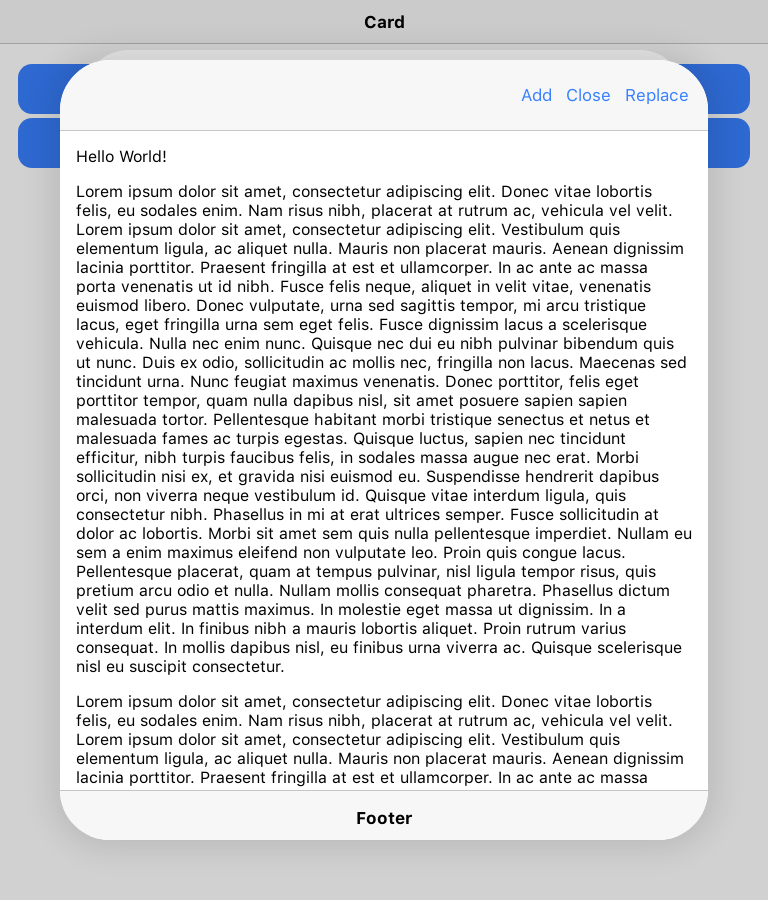 Card
Add Close Replace
Hello World!
Lorem ipsum dolor sit amet, consectetur adipiscing elit. Donec vitae lobortis
felis, eu sodales enim. Nam risus nibh, placerat at rutrum ac, vehicula vel velit.
Lorem ipsum dolor sit amet, consectetur adipiscing elit. Vestibulum quis
elementum ligula, ac aliquet nulla. Mauris non placerat mauris. Aenean dignissim
lacinia porttitor. Praesent fringilla at est et ullamcorper. In ac ante ac massa
porta venenatis ut id nibh. Fusce felis neque, aliquet in velit vitae, venenatis
euismod libero. Donec vulputate, urna sed sagittis tempor, mi arcu tristique
lacus, eget fringilla urna sem eget felis. Fusce dignissim lacus a scelerisque
vehicula. Nulla nec enim nunc. Quisque nec dui eu nibh pulvinar bibendum quis
ut nunc. Duis ex odio, sollicitudin ac mollis nec, fringilla non lacus. Maecenas sed
tincidunt urna. Nunc feugiat maximus venenatis. Donec porttitor, felis eget
porttitor tempor, quam nulla dapibus nisl, sit amet posuere sapien sapien
malesuada tortor. Pellentesque habitant morbi tristique senectus et netus et
malesuada fames ac turpis egestas. Quisque luctus, sapien nec tincidunt
efficitur, nibh turpis faucibus felis, in sodales massa augue nec erat. Morbi
sollicitudin nisi ex, et gravida nisi euismod eu. Suspendisse hendrerit dapibus
orci, non viverra neque vestibulum id. Quisque vitae interdum ligula, quis
consectetur nibh. Phasellus in mi at erat ultrices semper. Fusce sollicitudin at
dolor ac lobortis. Morbi sit amet sem quis nulla pellentesque imperdiet. Nullam eu
sem a enim maximus eleifend non vulputate leo. Proin quis congue lacus.
Pellentesque placerat, quam at tempus pulvinar, nisl ligula tempor risus, quis
pretium arcu odio et nulla. Nullam mollis consequat pharetra. Phasellus dictum
velit sed purus mattis maximus. In molestie eget massa ut dignissim. In a
interdum elit. In finibus nibh a mauris lobortis aliquet. Proin rutrum varius
consequat. In mollis dapibus nisl, eu finibus urna viverra ac. Quisque scelerisque
nisl eu suscipit consectetur.
Lorem ipsum dolor sit amet, consectetur adipiscing elit. Donec vitae lobortis
felis, eu sodales enim. Nam risus nibh, placerat at rutrum ac, vehicula vel velit.
Lorem ipsum dolor sit amet, consectetur adipiscing elit. Vestibulum quis
elementum ligula, ac aliquet nulla. Mauris non placerat mauris. Aenean dignissim
lacinia porttitor. Praesent fringilla at est et ullamcorper. In ac ante ac massa
Footer